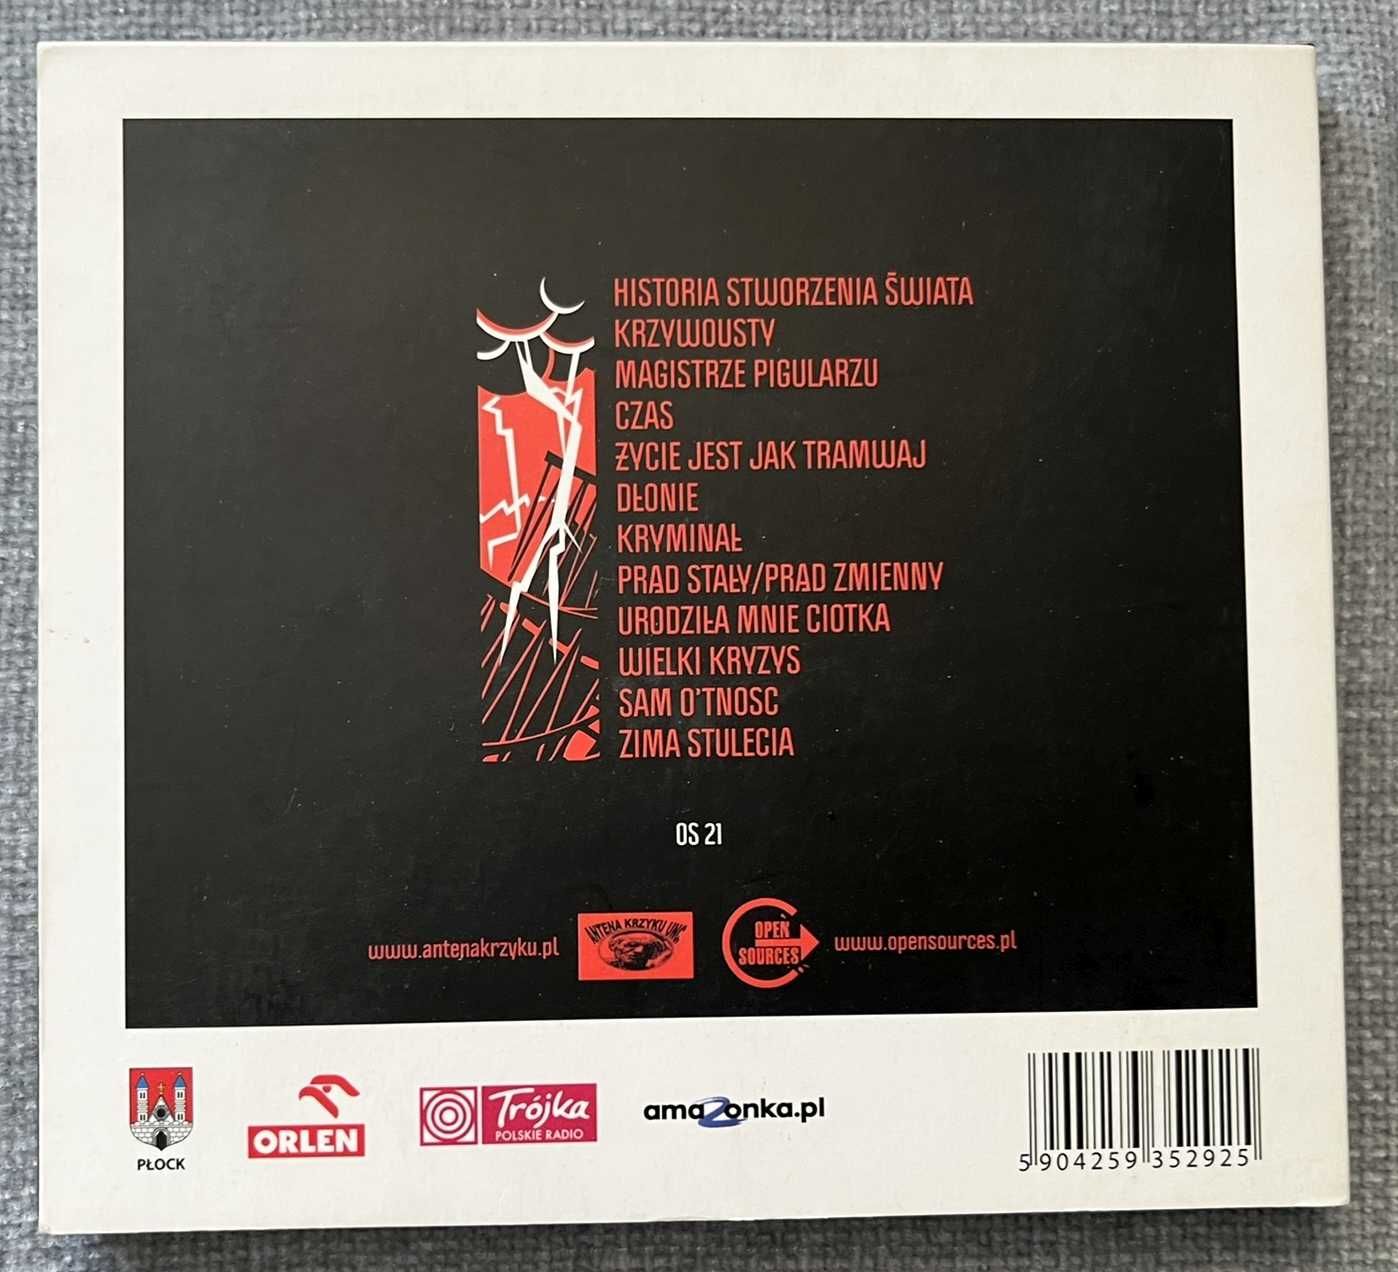 HISTORIA STWORZENIA ŚWIATA
KRZYWOUSTY
MAGISTRZE PIGULARZU
CZAS
ŻYCIE JEST JAK TRAMWAJ
DŁONIE
KRYMINAŁ
PRĄD STAŁY/PRĄD ZMIENNY
URODZIŁA MNIE CIOTKA
WIELKI KRYZYS
SAM O'TNOSC
ZIMA STULECIA
OS 21
www.antenakrzyku.pl
ANTENA KRZYKU UNC
OPEN
SOURCES
www.opensources.pl
PŁOCK
ORLEN
Trójka
POLSKIE RADIO
amazonka.pl
5 904259 352925